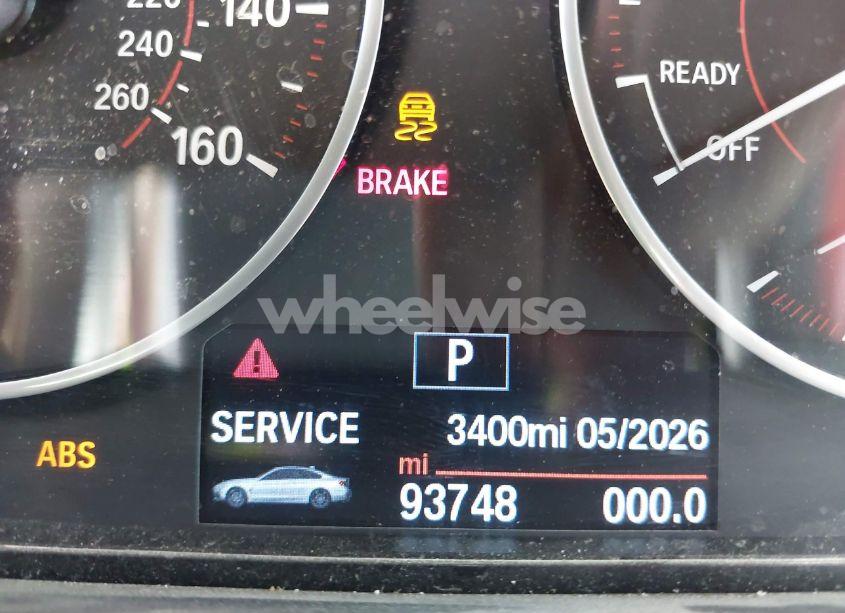 220
140
240
260
160
READY
OFF
BRAKE
wheelwise
P
SERVICE
3400mi 05/2026
ABS
mi
93748
000.0